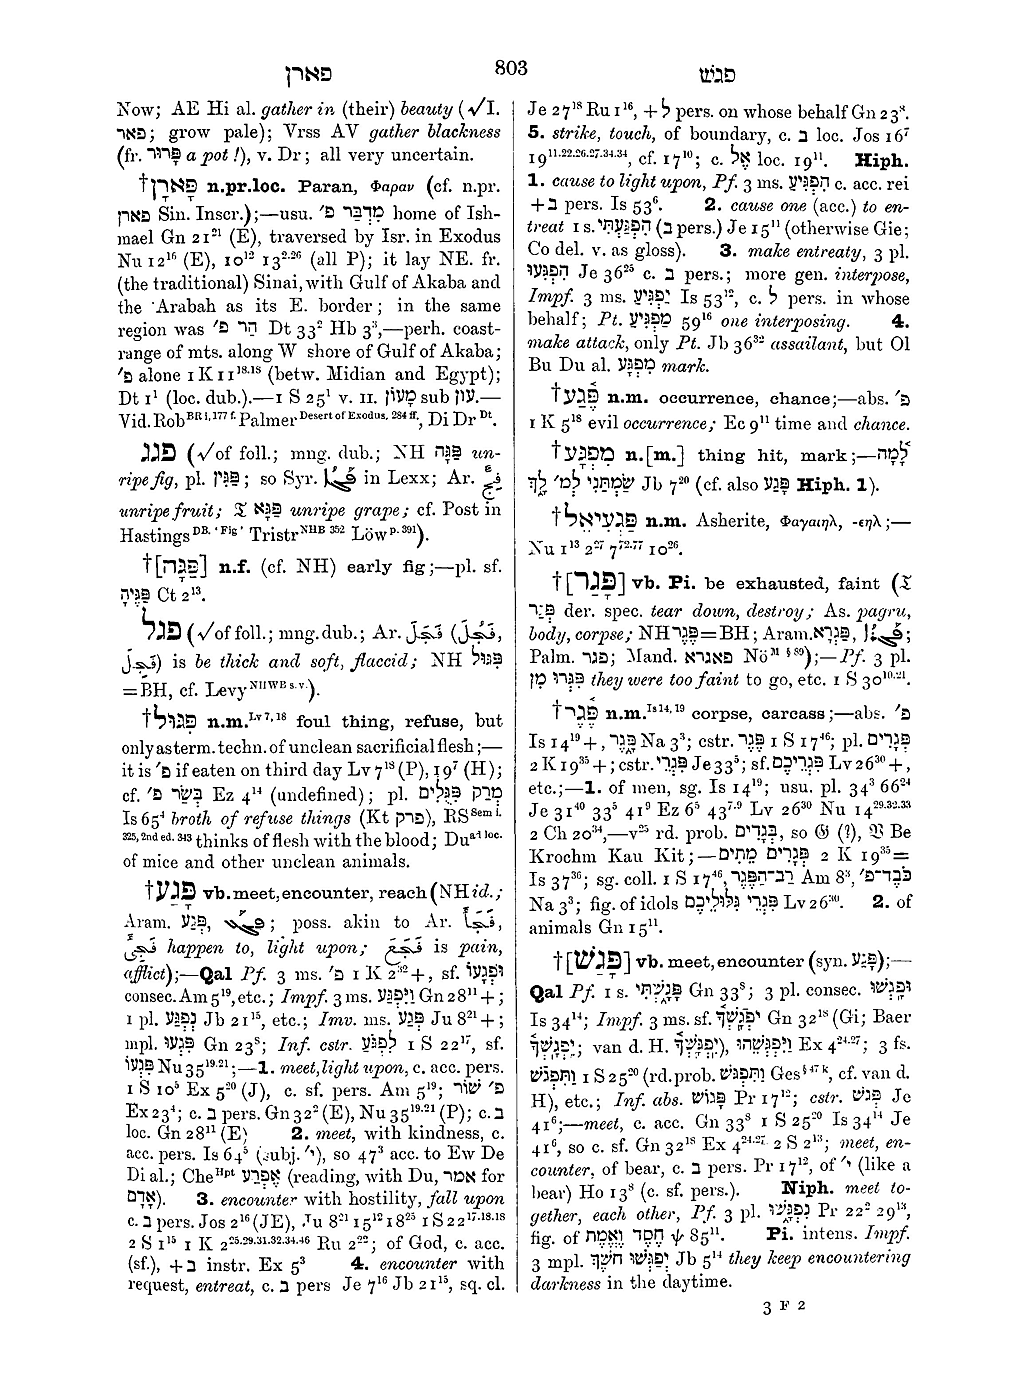 פארן
803
פגשׁ
Now; AE Hi al. gather in (their) beauty (√I.
פאר; grow pale); Vrss AV gather blackness
(fr. פָּרוּר a pot !), v. Dr; all very uncertain.
†פָּארָן n.pr.loc. Paran, Φαραν (cf. n.pr.
פארן Sin. Inscr.);—usu. מִדְבַּר פ׳ home of Ish-
mael Gn 21²¹ (E), traversed by Isr. in Exodus
Nu 12¹⁶ (E), 10¹² 13²·²⁶ (all P); it lay NE. fr.
(the traditional) Sinai, with Gulf of Akaba and
the ʿArabah as its E. border; in the same
region was הַר פ׳ Dt 33² Hb 3³,—perh. coast-
range of mts. along W shore of Gulf of Akaba;
פ׳ alone 1 K 11¹⁸·¹⁸ (betw. Midian and Egypt);
Dt 1¹ (loc. dub.).—1 S 25¹ v. II. מָעוֹן sub עון.—
Vid. Rob BR i, 177 f. Palmer Desert of Exodus, 284 ff, Di Dr Dt.
פגג (√of foll.; mng. dub.; NH פַּגָּה un-
ripe fig, pl. פַּגִּין; so Syr. in Lexx; Ar. فج
unripe fruit; 𝔗 פַּגָּא unripe grape; cf. Post in
Hastings DB. ‘Fig’ Tristr NHB 352 Löw p. 391).
†[פַּגָּה] n.f. (cf. NH) early fig;—pl. sf.
פַּגֶּיהָ Ct 2¹³.
פגל (√of foll.; mng. dub.; Ar. فجل (فجل,
فجل) is be thick and soft, flaccid; NH פִּגּוּל
=BH, cf. Levy NHWB s.v.).
†פִּגּוּל n.m. Lv 7, 18 foul thing, refuse, but
only as term. techn. of unclean sacrificial flesh;—
it is פ׳ if eaten on third day Lv 7¹⁸ (P), 19⁷ (H);
cf. בְּשַׂר פ׳ Ez 4¹⁴ (undefined); pl. מְרַק פִּגֻּלִים
Is 65⁴ broth of refuse things (Kt פרק), RS Sem i.
325, 2nd ed. 343 thinks of flesh with the blood; Du ad loc.
of mice and other unclean animals.
†פָּגַע vb. meet, encounter, reach (NH id.;
Aram. פְּגַע, ; poss. akin to Ar. ,
happen to, light upon; فجع is pain,
afflict);—Qal Pf. 3 ms. פ׳ 1 K 2³²+, sf. וּפְגָעוֹ
consec. Am 5¹⁹, etc.; Impf. 3 ms. וַיִּפְגַּע Gn 28¹¹+;
1 pl. נִפְגַּע Jb 21¹⁵, etc.; Imv. ms. פְּגַע Ju 8²¹+;
mpl. פִּגְעוּ Gn 23⁸; Inf. cstr. לִפְגֹּעַ 1 S 22¹⁷, sf.
פִּגְעוֹ Nu 35¹⁹·²¹;—1. meet, light upon, c. acc. pers.
1 S 10⁵ Ex 5²⁰ (J), c. sf. pers. Am 5¹⁹; פ׳ שׁוֹר
Ex 23⁴; c. ב pers. Gn 32² (E), Nu 35¹⁹·²¹ (P); c. ב
loc. Gn 28¹¹ (E) 2. meet, with kindness, c.
acc. pers. Is 64⁵ (subj. י׳), so 47³ acc. to Ew De
Di al.; Che Hpt אֶפְרַע (reading, with Du, אמר for
אָדָם). 3. encounter with hostility, fall upon
c. ב pers. Jos 2¹⁶ (JE), Ju 8²¹ 15¹² 18²⁵ 1 S 22¹⁷·¹⁸·¹⁸
2 S 1¹⁵ 1 K 2²⁵·²⁹·³¹·³²·³⁴·⁴⁶ Ru 2²²; of God, c. acc.
(sf.), + ב instr. Ex 5³ 4. encounter with
request, entreat, c. ב pers Je 7¹⁶ Jb 21¹⁵, sq. cl.
Je 27¹⁸ Ru 1¹⁶, + ל pers. on whose behalf Gn 23⁸.
5. strike, touch, of boundary, c. ב loc. Jos 16⁷
19¹¹·²²·²⁶·²⁷·³⁴·³⁴, cf. 17¹⁰; c. אֶל loc. 19¹¹. Hiph.
1. cause to light upon, Pf. 3 ms. הִפְגִּיעַ c. acc. rei
+ ב pers. Is 53⁶. 2. cause one (acc.) to en-
treat 1 s. הִפְגַּעְתִּי (ב pers.) Je 15¹¹ (otherwise Gie;
Co del. v. as gloss). 3. make entreaty, 3 pl.
הִפְגִּעוּ Je 36²⁵ c. ב pers.; more gen. interpose,
Impf. 3 ms. יַפְגִּיעַ Is 53¹², c. ל pers. in whose
behalf; Pt. מַפְגִּיעַ 59¹⁶ one interposing. 4.
make attack, only Pt. Jb 36³² assailant, but Ol
Bu Du al. מִפְגָּע mark.
†פֶּגַע n.m. occurrence, chance;—abs. פ׳
1 K 5¹⁸ evil occurrence; Ec 9¹¹ time and chance.
†מִפְגָּע n.[m.] thing hit, mark;—לָמָה
שַׂמְתַּנִי לְמ׳ לָךְ Jb 7²⁰ (cf. also פָּגַע Hiph. 1).
†פַּגְעִיאֵל n.m. Asherite, Φαγαιηλ, -εηλ;—
Nu 1¹³ 2²⁷ 7⁷²·⁷⁷ 10²⁶.
†[פָּגַר] vb. Pi. be exhausted, faint (𝔗
פַּגֵּר der. spec. tear down, destroy; As. pagru,
body, corpse; NH פֶּגֶר=BH; Aram. פַּגְרָא, ;
Palm. פגר; Mand. פאגרא Nö M § 89);—Pf. 3 pl.
פִּגְּרוּ מִן they were too faint to go, etc. 1 S 30¹⁰·²¹.
†פֶּגֶר n.m. Is 14, 19 corpse, carcass;—abs. פ׳
Is 14¹⁹+, פָּגֶר Na 3³; cstr. פֶּגֶר 1 S 17⁴⁶; pl. פְּגָרִים
2 K 19³⁵+; cstr. פִּגְרֵי Je 33⁵; sf. פִּגְרֵיכֶם Lv 26³⁰+,
etc.;—1. of men, sg. Is 14¹⁹; usu. pl. 34³ 66²⁴
Je 31⁴⁰ 33⁵ 41⁹ Ez 6⁵ 43⁷·⁹ Lv 26³⁰ Nu 14²⁹·³²·³³
2 Ch 20²⁴,—v²⁵ rd. prob. בְּגָדִים, so 𝔊 (?), 𝔙 Be
Krochm Kau Kit;—פְּגָרִים מֵתִים 2 K 19³⁵=
Is 37³⁶; sg. coll. 1 S 17⁴⁶, רַב־הַפֶּגֶר Am 8³, כֹּבֶד־פ׳
Na 3³; fig. of idols פִּגְרֵי גִּלּוּלֵיכֶם Lv 26³⁰. 2. of
animals Gn 15¹¹.
†[פָּגַשׁ] vb. meet, encounter (syn. פָּגַע);—
Qal Pf. 1 s. פָּגָשְׁתִּי Gn 33⁸; 3 pl. consec. וּפָגְשׁוּ
Is 34¹⁴; Impf. 3 ms. sf. יִפְגָּשְׁךָ Gn 32¹⁸ (Gi; Baer
יִפְגָשְׁךָ; van d. H. יִפְגָּשְׁךָ), וַיִּפְגְּשֵׁהוּ Ex 4²⁴·²⁷; 3 fs.
וַתִּפְגֹּשׁ 1 S 25²⁰ (rd. prob. וַתִּפְגֹּשׁ Ges § 47 k, cf. van d.
H), etc.; Inf. abs. פָּגוֹשׁ Pr 17¹²; cstr. פְּגֹשׁ Je
41⁶;—meet, c. acc. Gn 33⁸ 1 S 25²⁰ Is 34¹⁴ Je
41⁶, so c. sf. Gn 32¹⁸ Ex 4²⁴·²⁷ 2 S 2¹³; meet, en-
counter, of bear, c. ב pers. Pr 17¹², of י׳ (like a
bear) Ho 13⁸ (c. sf. pers.). Niph. meet to-
gether, each other, Pf. 3 pl. נִפְגָּשׁוּ Pr 22² 29¹³,
fig. of חֶסֶד וֶאֱמֶת ψ 85¹¹. Pi. intens. Impf.
3 mpl. יְפַגְּשׁוּ חֹשֶׁךְ Jb 5¹⁴ they keep encountering
darkness in the daytime.
3 F 2